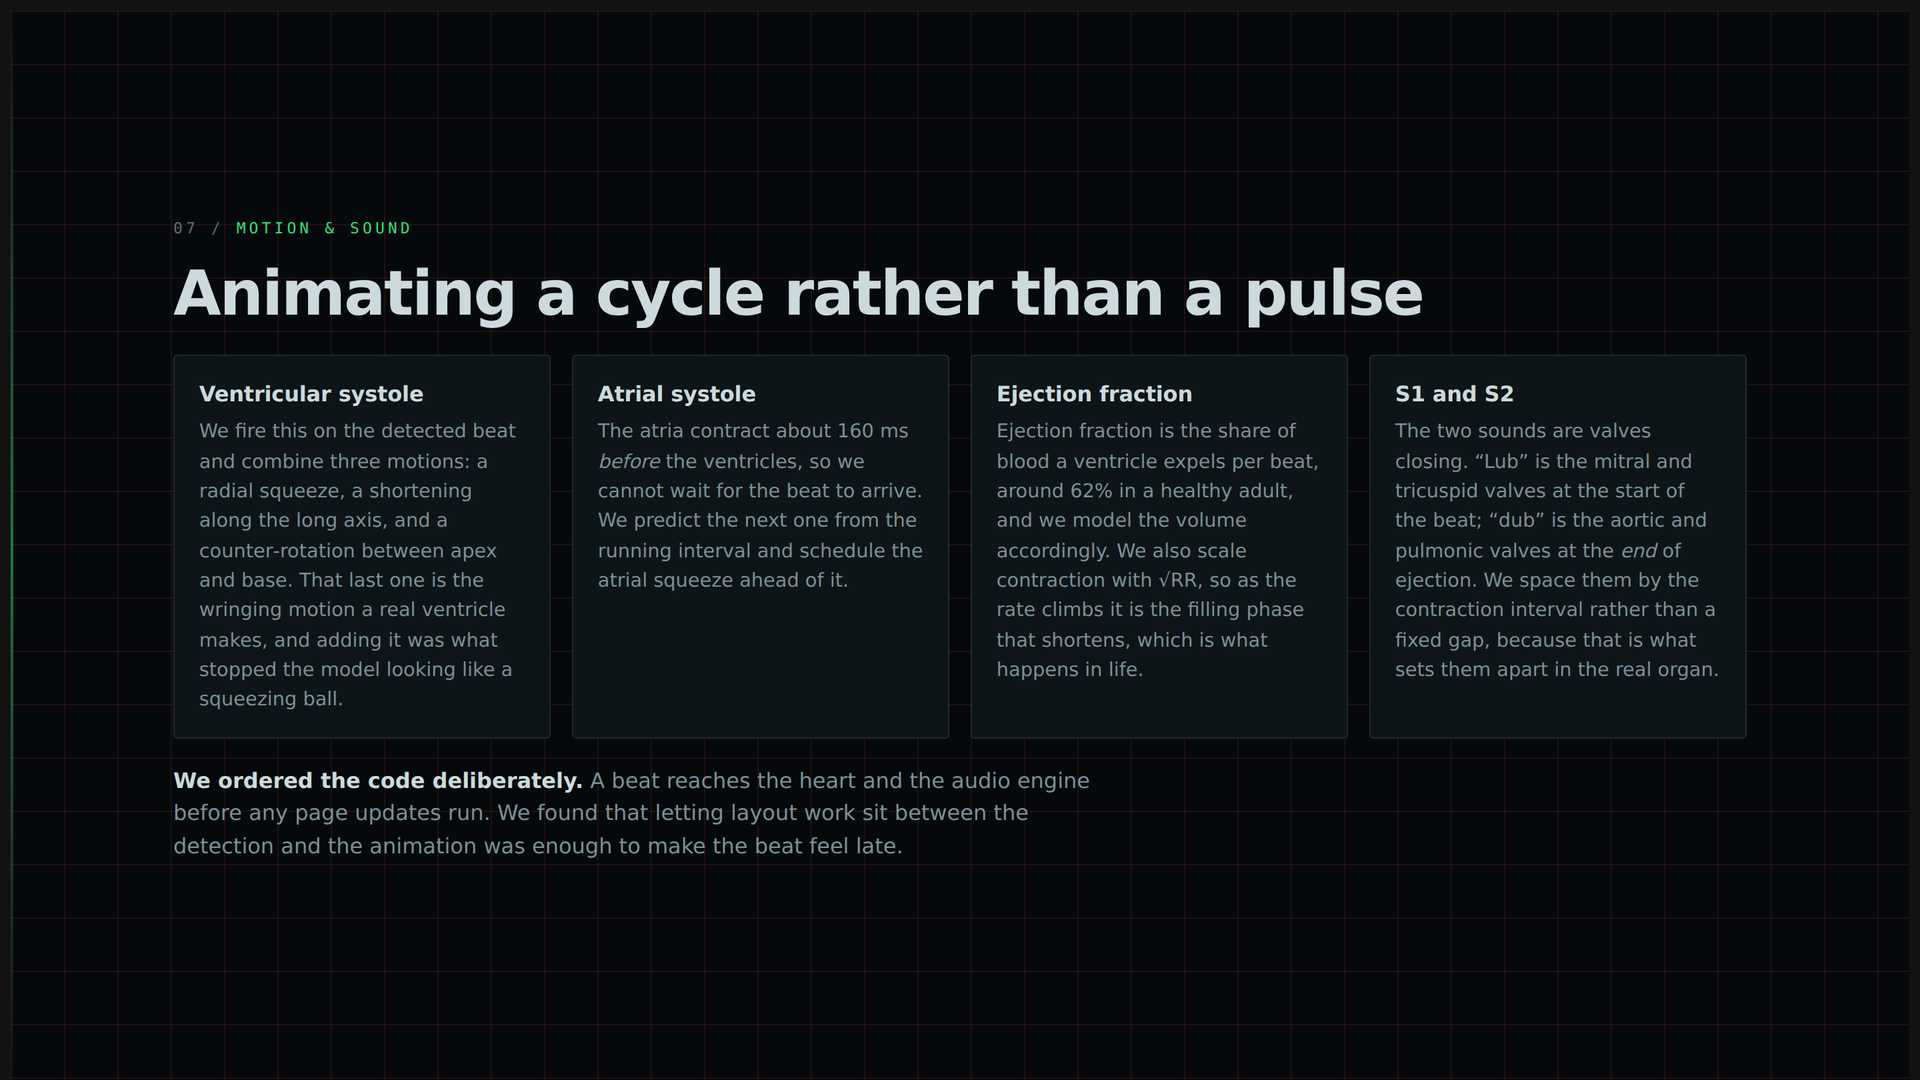 07 / MOTION & SOUND
Animating a cycle rather than a pulse
Ventricular systole
We fire this on the detected beat
and combine three motions: a
radial squeeze, a shortening
along the long axis, and a
counter-rotation between apex
and base. That last one is the
wringing motion a real ventricle
makes, and adding it was what
stopped the model looking like a
squeezing ball.
Atrial systole
The atria contract about 160 ms
before the ventricles, so we
cannot wait for the beat to arrive.
We predict the next one from the
running interval and schedule the
atrial squeeze ahead of it.
Ejection fraction
Ejection fraction is the share of
blood a ventricle expels per beat,
around 62% in a healthy adult,
and we model the volume
accordingly. We also scale
contraction with √RR, so as the
rate climbs it is the filling phase
that shortens, which is what
happens in life.
S1 and S2
The two sounds are valves
closing. “Lub” is the mitral and
tricuspid valves at the start of
the beat; “dub” is the aortic and
pulmonic valves at the end of
ejection. We space them by the
contraction interval rather than a
fixed gap, because that is what
sets them apart in the real organ.
We ordered the code deliberately. A beat reaches the heart and the audio engine
before any page updates run. We found that letting layout work sit between the
detection and the animation was enough to make the beat feel late.